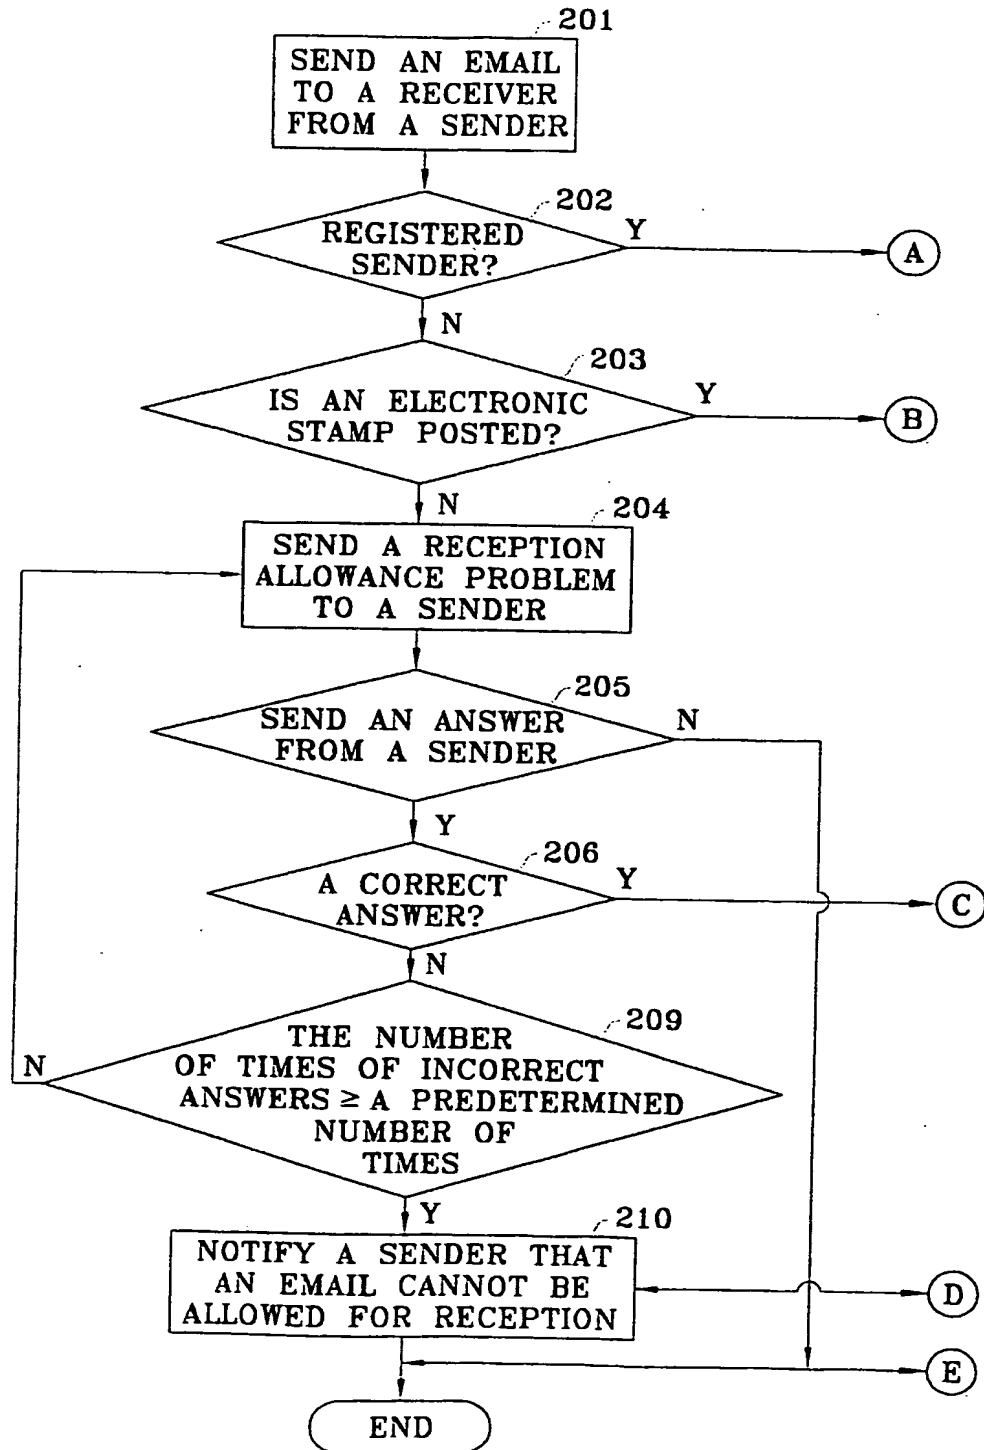 201
SEND AN EMAIL
TO A RECEIVER
FROM A SENDER
202
REGISTERED
SENDER?
Y
A
N
203
IS AN ELECTRONIC
STAMP POSTED?
Y
B
N
204
SEND A RECEPTION
ALLOWANCE PROBLEM
TO A SENDER
205
SEND AN ANSWER
FROM A SENDER
N
Y
206
A CORRECT
ANSWER?
Y
C
N
209
THE NUMBER
OF TIMES OF INCORRECT
ANSWERS ≥ A PREDETERMINED
NUMBER OF
TIMES
N
Y
210
NOTIFY A SENDER THAT
AN EMAIL CANNOT BE
ALLOWED FOR RECEPTION
D
E
END